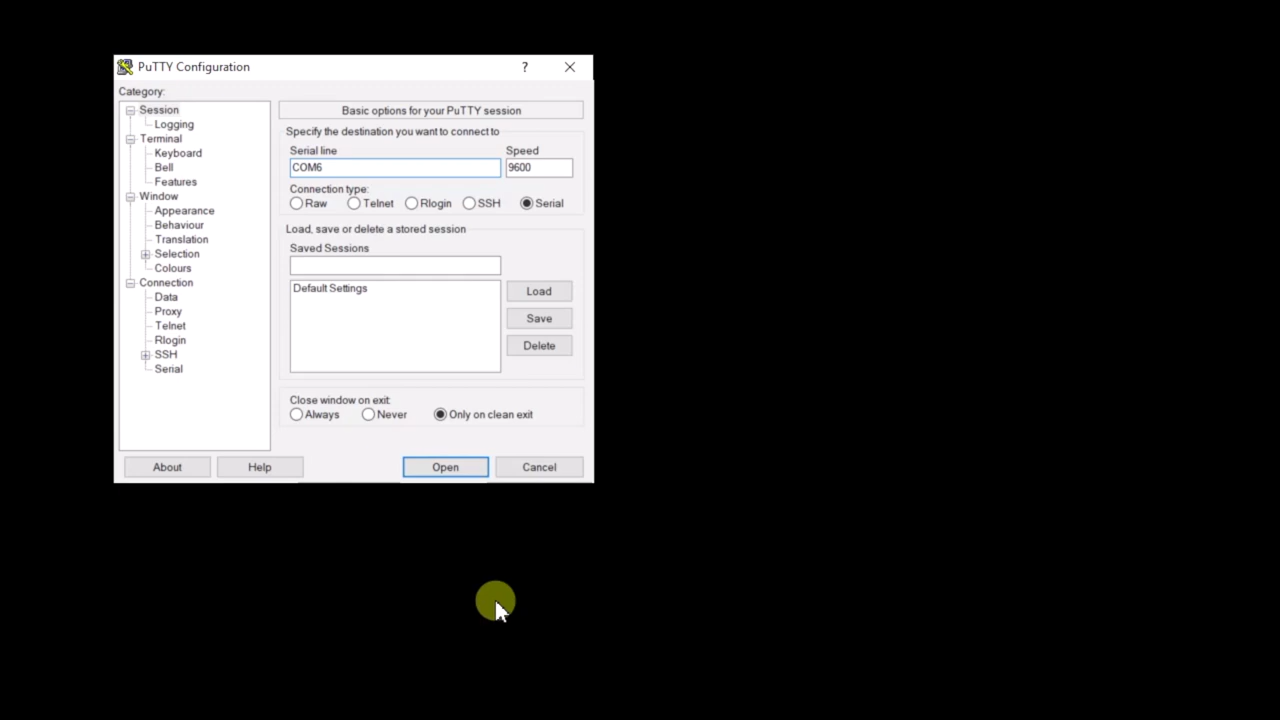 PuTTY Configuration ?
Category:
Session
Logging
Terminal
Keyboard
Bell
Features
Window
Appearance
Behaviour
Translation
Selection
Colours
Connection
Data
Proxy
Telnet
Rlogin
SSH
Serial
Basic options for your PuTTY session
Specify the destination you want to connect to
Serial line Speed
COM6 9600
Connection type:
Raw Telnet Rlogin SSH Serial
Load, save or delete a stored session
Saved Sessions
Default Settings
Load
Save
Delete
Close window on exit:
Always Never Only on clean exit
About Help Open Cancel